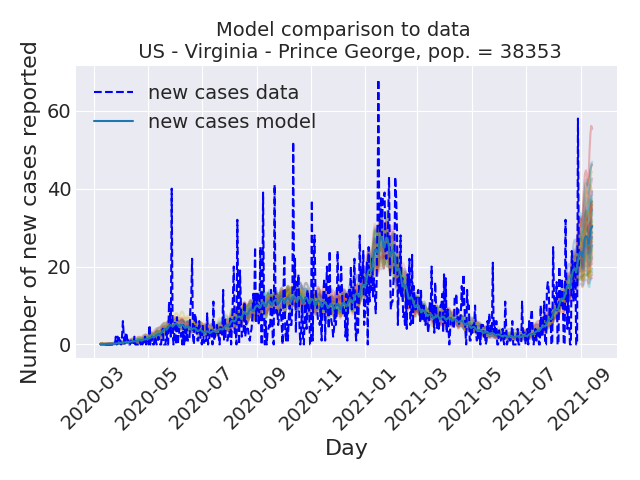 Model comparison to data
US - Virginia - Prince George, pop. = 38353
Number of new cases reported
60
40
20
0
new cases data
new cases model
2020-03
2020-05
2020-07
2020-09
2020-11
2021-01
2021-03
2021-05
2021-07
2021-09
Day